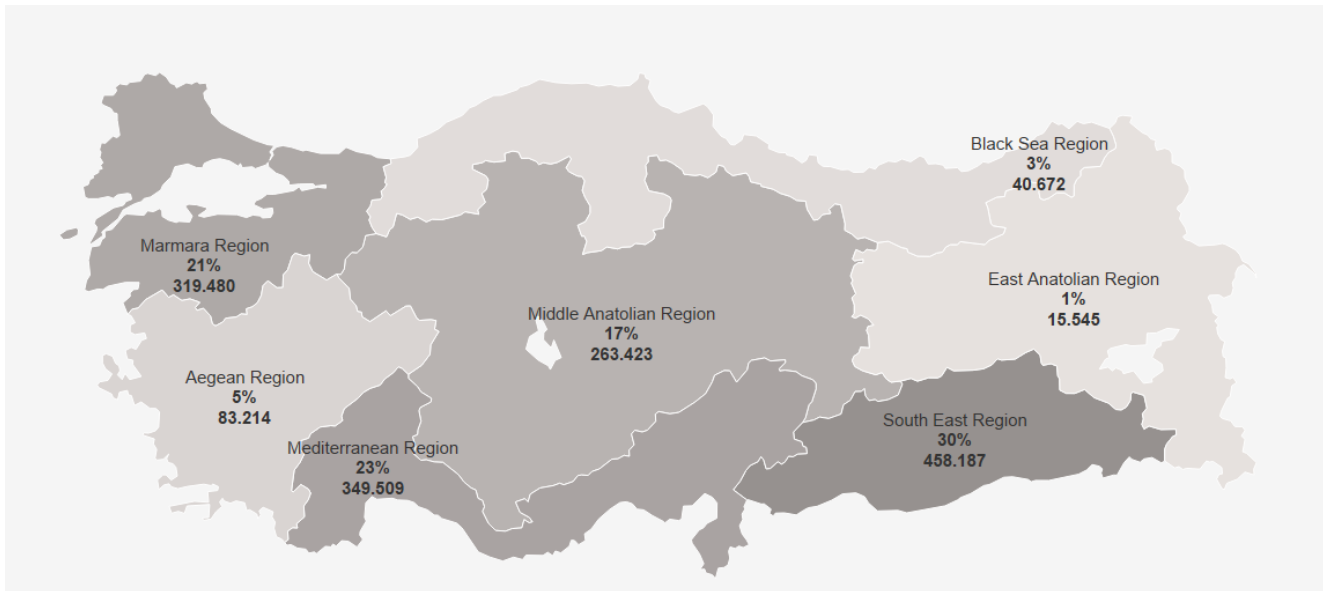 Black Sea Region
3%
40.672
Marmara Region
21%
319.480
East Anatolian Region
1%
15.545
Middle Anatolian Region
17%
263.423
Aegean Region
5%
83.214
South East Region
30%
458.187
Mediterranean Region
23%
349.509